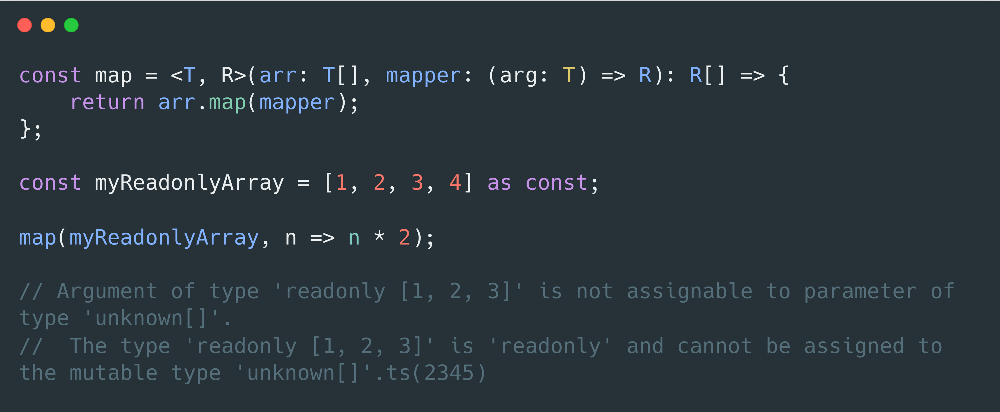 const map = <T, R>(arr: T[], mapper: (arg: T) => R): R[] => {
    return arr.map(mapper);
};
const myReadonlyArray = [1, 2, 3, 4] as const;
map(myReadonlyArray, n => n * 2);
// Argument of type 'readonly [1, 2, 3]' is not assignable to parameter of
type 'unknown[]'.
//  The type 'readonly [1, 2, 3]' is 'readonly' and cannot be assigned to
the mutable type 'unknown[]'.ts(2345)